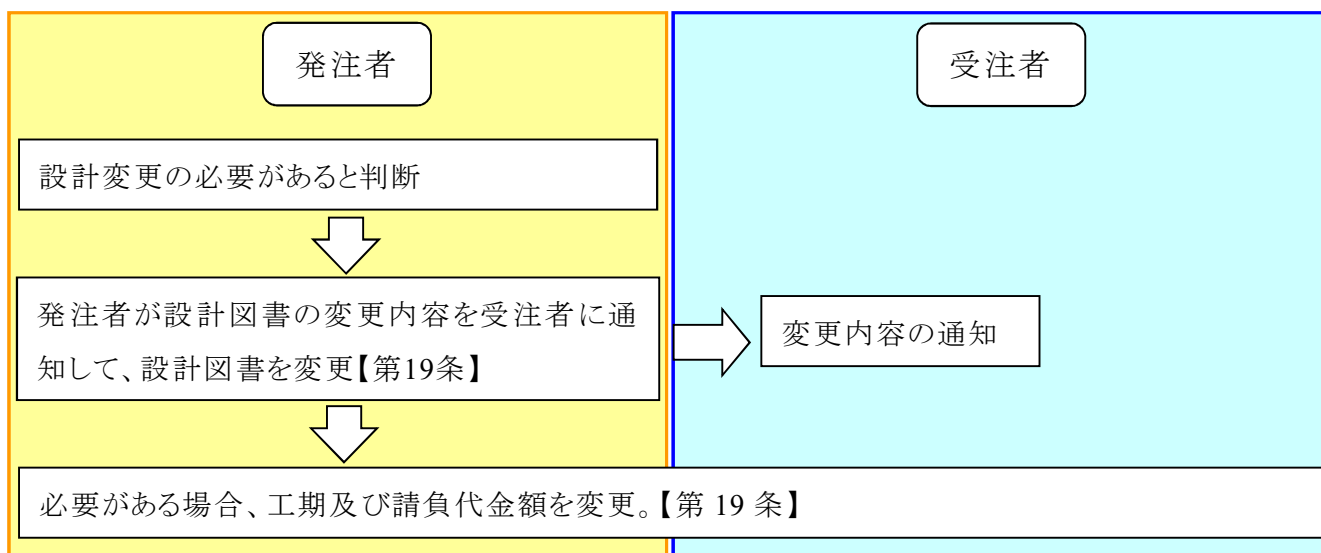 発注者
受注者
設計変更の必要があると判断
発注者が設計図書の変更内容を受注者に通
知して、設計図書を変更【第19条】
変更内容の通知
必要がある場合、工期及び請負代金額を変更。【第 19 条】